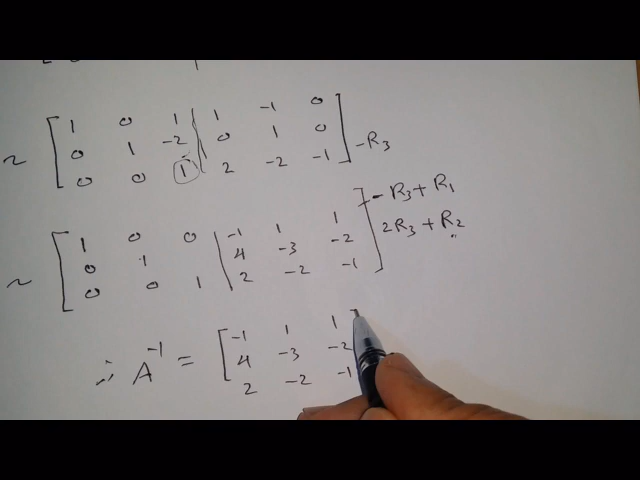 1 0 1 | 1 -1 0
~ 0 1 -2 | 0 1 0 -R3
0 0 1 | 2 -2 -1
1 0 0 | -1 1 1 -R3+R1
0 1 | 4 -3 -2 2R3+R2
~ 0 0 1 | 2 -2 -1
-1 1 1
∴ A⁻¹ = 4 -3 -2
2 -2 -1